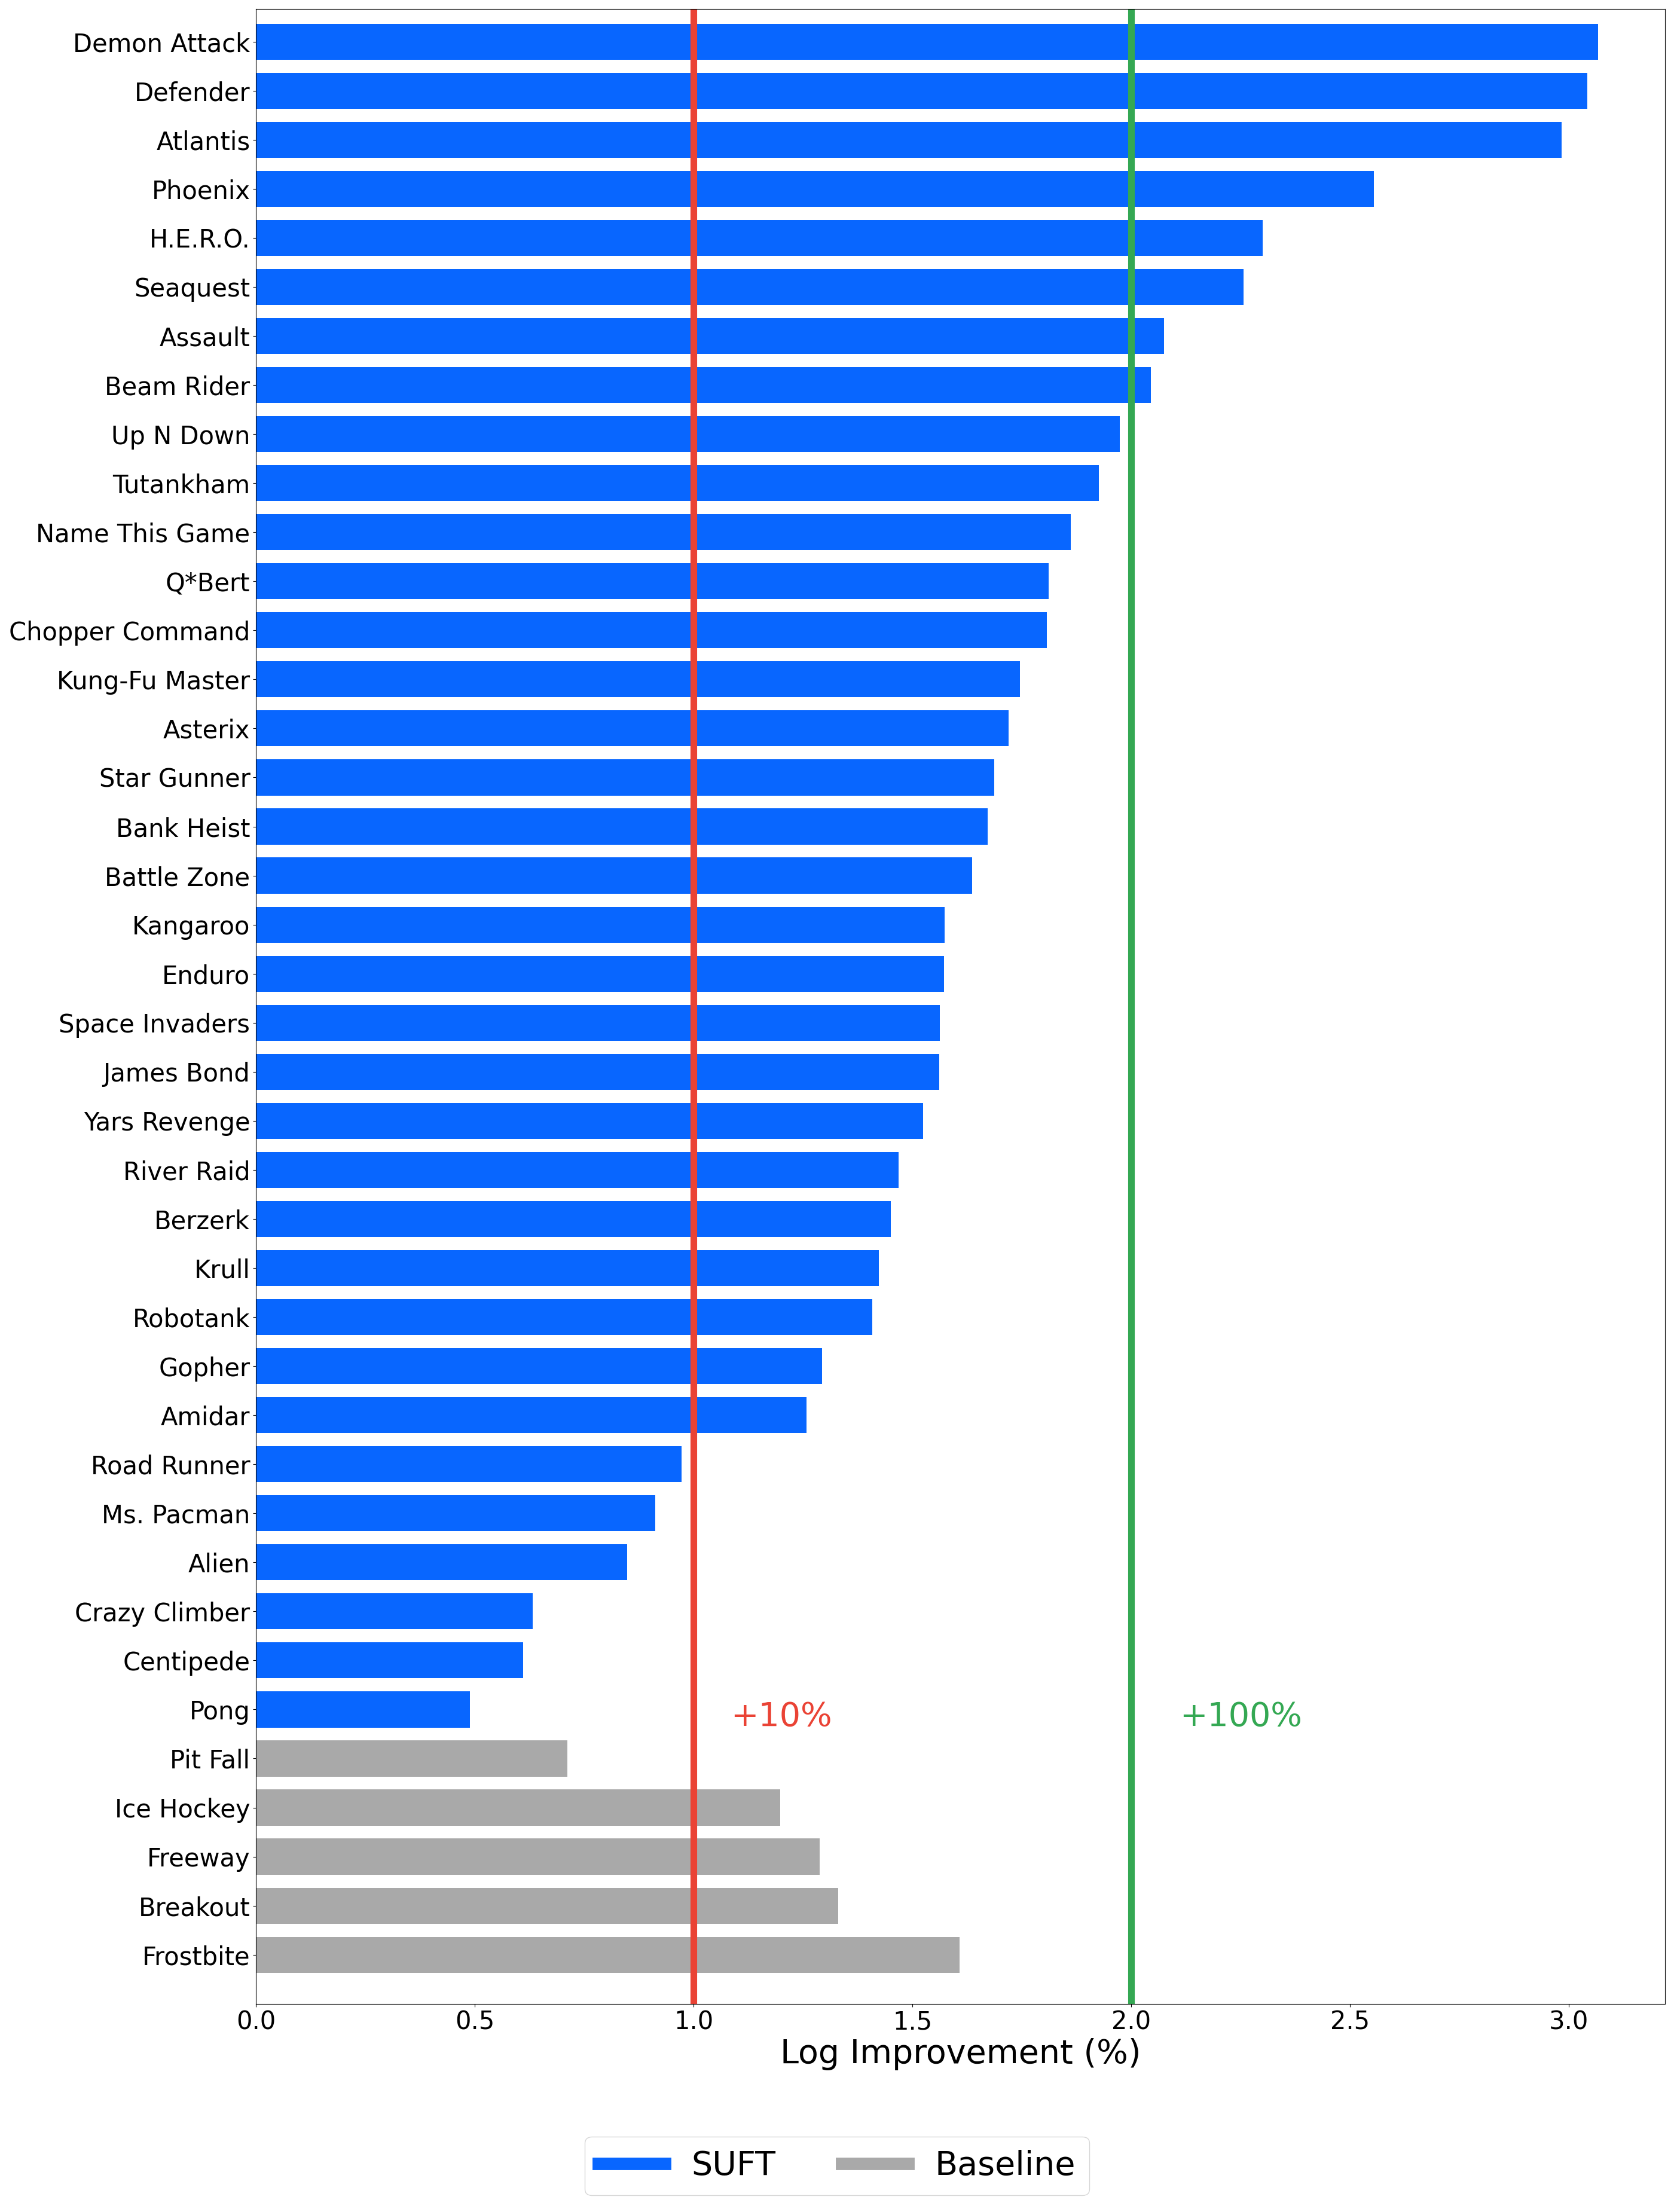 Demon Attack
Defender
Atlantis
Phoenix
H.E.R.O.
Seaquest
Assault
Beam Rider
Up N Down
Tutankham
Name This Game
Q*Bert
Chopper Command
Kung-Fu Master
Asterix
Star Gunner
Bank Heist
Battle Zone
Kangaroo
Enduro
Space Invaders
James Bond
Yars Revenge
River Raid
Berzerk
Krull
Robotank
Gopher
Amidar
Road Runner
Ms. Pacman
Alien
Crazy Climber
Centipede
Pong
+10% +100%
Pit Fall
Ice Hockey
Freeway
Breakout
Frostbite
0.0 0.5 1.0 1.5 2.0 2.5 3.0
Log Improvement (%)
SUFT Baseline